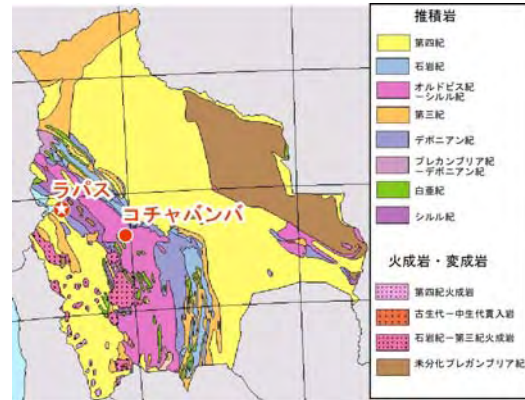 ラパス
コチャバンバ
推積岩
第四紀
石岩紀
オルドビス紀
ーシルル紀
第三紀
デボニアン紀
プレカンブリア紀
ーデボニアン紀
白亜紀
シルル紀
火成岩・変成岩
第四紀火成岩
古生代ー中生代貫入岩
石岩紀ー第三紀火成岩
未分化プレガンブリア紀